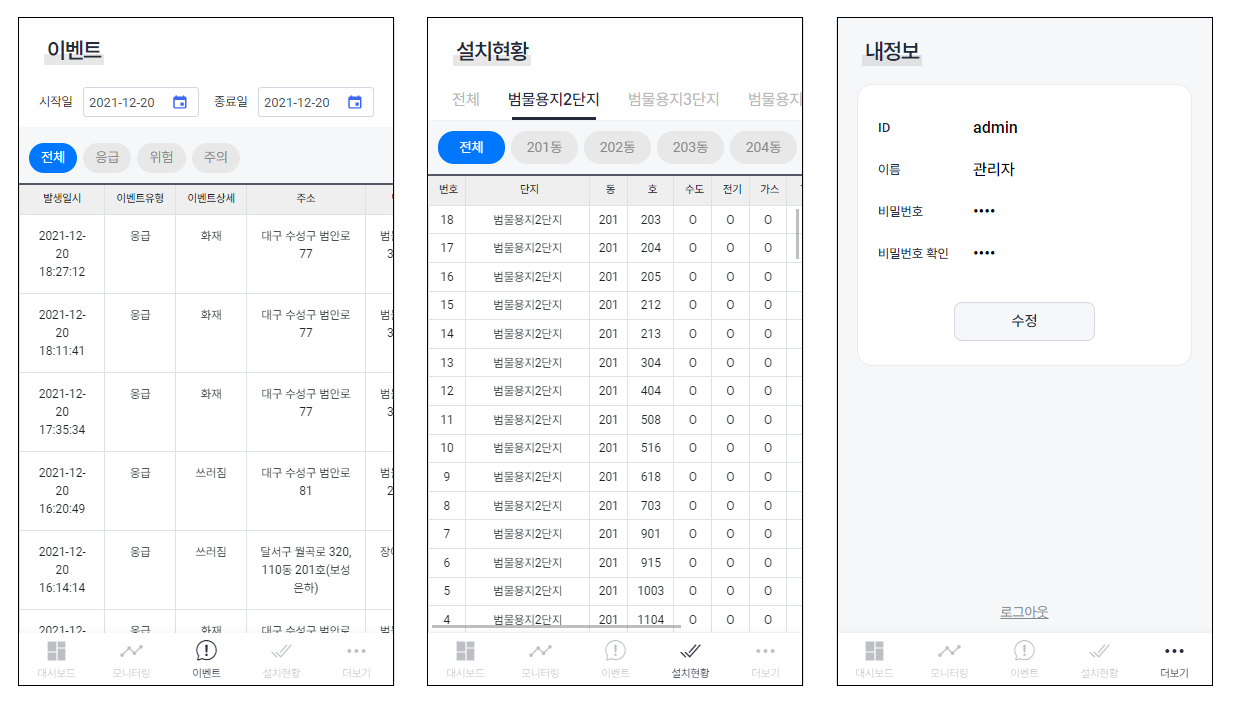 이벤트
시작일 2021-12-20 종료일 2021-12-20
전체 응급 위험 주의
발생일시 이벤트유형 이벤트상세 주소
2021-12-20 18:27:12 응급 화재 대구 수성구 범안로 77
2021-12-20 18:11:41 응급 화재 대구 수성구 범안로 77
2021-12-20 17:35:34 응급 화재 대구 수성구 범안로 77
2021-12-20 16:20:49 응급 쓰러짐 대구 수성구 범안로 81
2021-12-20 16:14:14 응급 쓰러짐 달서구 월곡로 320, 110동 201호(보성은하)
2021-12- 응급 화재 대구 수성구 범안로
대시보드 모니터링 이벤트 설치현황 더보기
설치현황
전체 범물용지2단지 범물용지3단지 범물용지
전체 201동 202동 203동 204동
번호 단지 동 호 수도 전기 가스
18 범물용지2단지 201 203 O O O
17 범물용지2단지 201 204 O O O
16 범물용지2단지 201 205 O O O
15 범물용지2단지 201 212 O O O
14 범물용지2단지 201 213 O O O
13 범물용지2단지 201 304 O O O
12 범물용지2단지 201 404 O O O
11 범물용지2단지 201 508 O O O
10 범물용지2단지 201 516 O O O
9 범물용지2단지 201 618 O O O
8 범물용지2단지 201 703 O O O
7 범물용지2단지 201 901 O O O
6 범물용지2단지 201 915 O O O
5 범물용지2단지 201 1003 O O O
4 범물용지2단지 201 1104 O O O
대시보드 모니터링 이벤트 설치현황 더보기
내정보
ID admin
이름 관리자
비밀번호 ••••
비밀번호 확인 ••••
수정
로그아웃
대시보드 모니터링 이벤트 설치현황 더보기